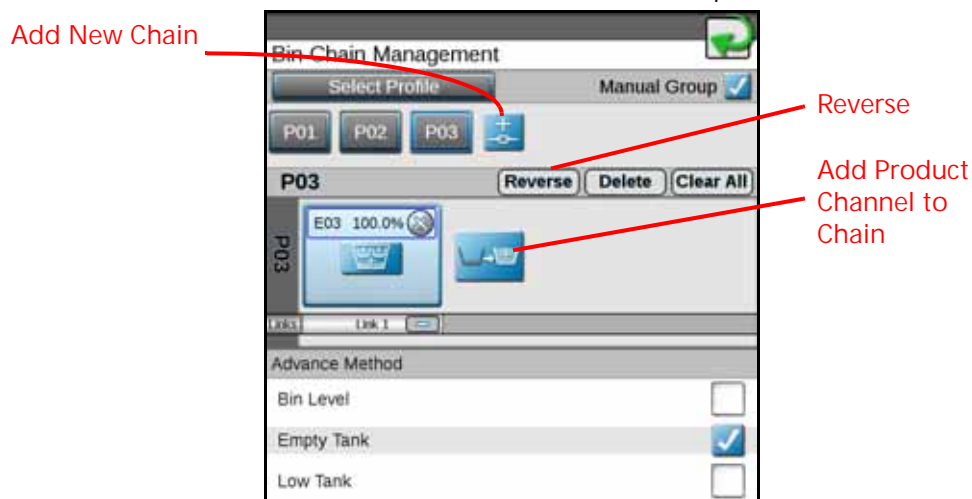 Add New Chain
Bin Chain Management
Select Profile
Manual Group
P01
P02
P03
Reverse
P03
Reverse
Delete
Clear All
Add Product
Channel to
Chain
P03
E03 100.0%
Links
Link 1
Advance Method
Bin Level
Empty Tank
Low Tank